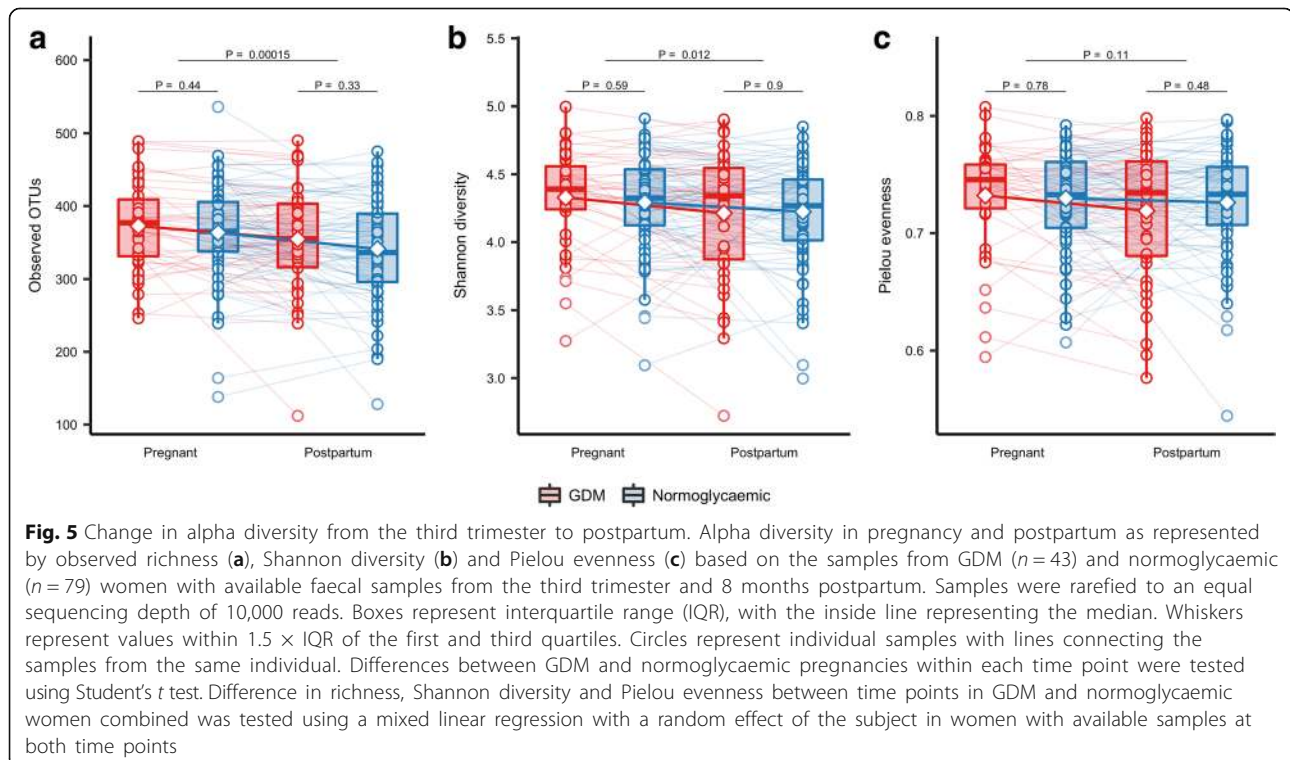 a
b
c
600
500
400
300
200
100
Observed OTUs
P = 0.00015
P = 0.44
P = 0.33
Pregnant
Postpartum
5.5
5.0
4.5
4.0
3.5
3.0
Shannon diversity
P = 0.012
P = 0.59
P = 0.9
Pregnant
Postpartum
0.8
0.7
0.6
Pielou evenness
P = 0.11
P = 0.78
P = 0.48
Pregnant
Postpartum
GDM
Normoglycaemic
Fig. 5 Change in alpha diversity from the third trimester to postpartum. Alpha diversity in pregnancy and postpartum as represented
by observed richness (a), Shannon diversity (b) and Pielou evenness (c) based on the samples from GDM (n = 43) and normoglycaemic
(n = 79) women with available faecal samples from the third trimester and 8 months postpartum. Samples were rarefied to an equal
sequencing depth of 10,000 reads. Boxes represent interquartile range (IQR), with the inside line representing the median. Whiskers
represent values within 1.5 × IQR of the first and third quartiles. Circles represent individual samples with lines connecting the
samples from the same individual. Differences between GDM and normoglycaemic pregnancies within each time point were tested
using Student's t test. Difference in richness, Shannon diversity and Pielou evenness between time points in GDM and normoglycaemic
women combined was tested using a mixed linear regression with a random effect of the subject in women with available samples at
both time points